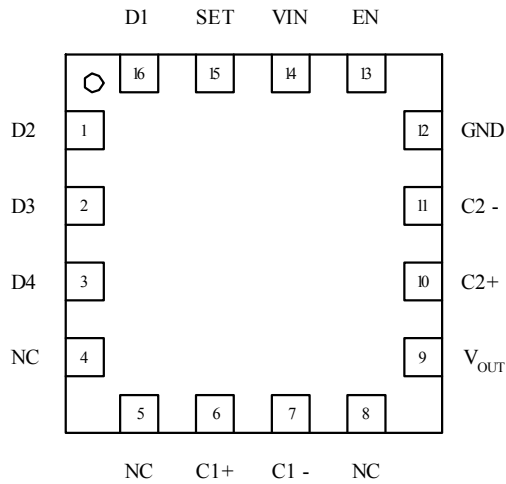 D1 SET VIN EN
16 15 14 13
D2 1 12 GND
D3 2 11 C2 -
D4 3 10 C2+
NC 4 9 VOUT
5 6 7 8
NC C1+ C1 - NC